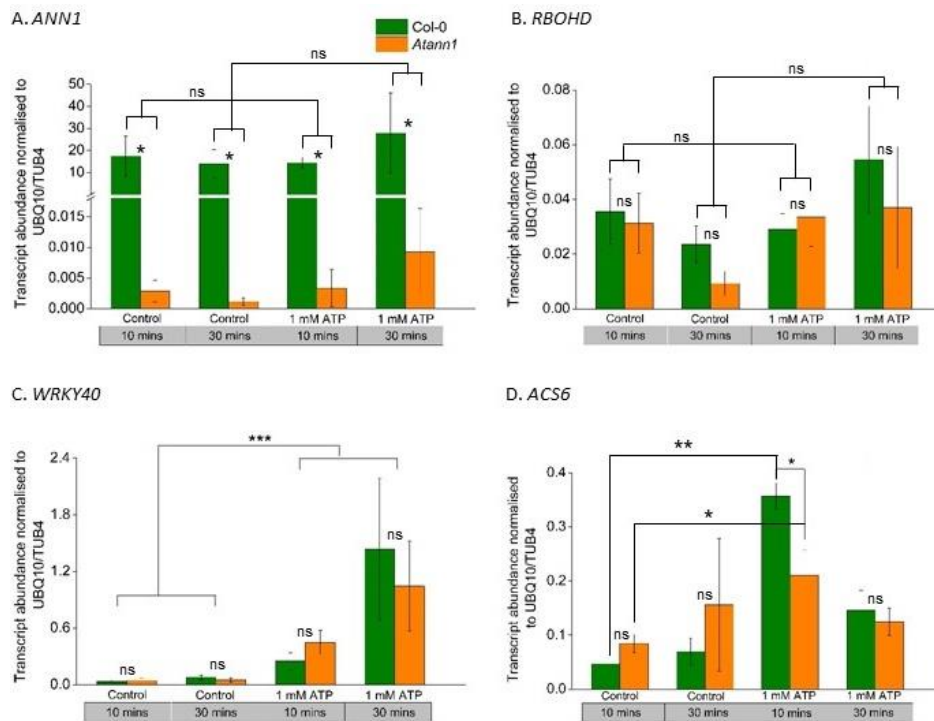 A. ANN1
Col-0
Atann1
Transcript abundance normalised to
UBQ10/TUB4
50
40
30
20
10
0.015
0.010
0.005
0.000
ns
ns
*
*
*
*
Control
Control
1 mM ATP
1 mM ATP
10 mins
30 mins
10 mins
30 mins
B. RBOHD
Transcript abundance normalised to
UBQ10/TUB4
0.08
0.06
0.04
0.02
0.00
ns
ns
ns
ns
ns
ns
Control
Control
1 mM ATP
1 mM ATP
10 mins
30 mins
10 mins
30 mins
C. WRKY40
Transcript abundance normalised to
UBQ10/TUB4
2.4
1.8
1.2
0.6
0.0
***
ns
ns
ns
ns
Control
Control
1 mM ATP
1 mM ATP
10 mins
30 mins
10 mins
30 mins
D. ACS6
Transcript abundance normalised
to UBQ10/TUB4
0.4
0.3
0.2
0.1
0.0
**
*
*
ns
ns
ns
Control
Control
1 mM ATP
1 mM ATP
10 mins
30 mins
10 mins
30 mins